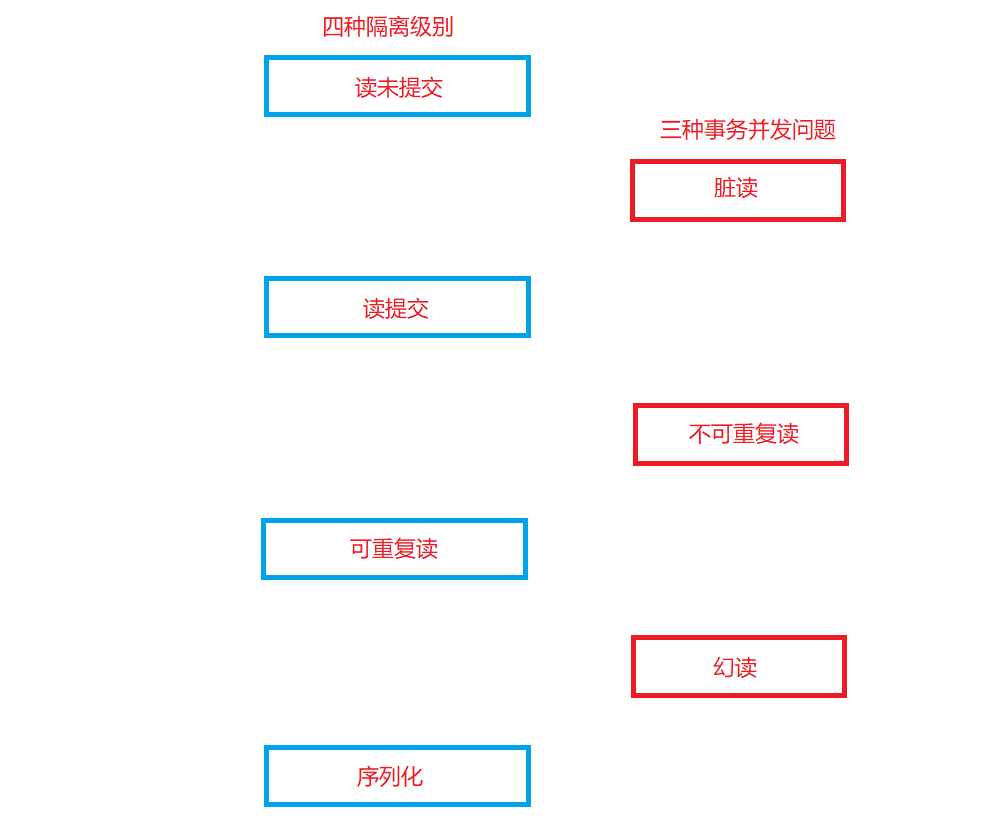 四种隔离级别
读未提交
三种事务并发问题
脏读
读提交
不可重复读
可重复读
幻读
序列化